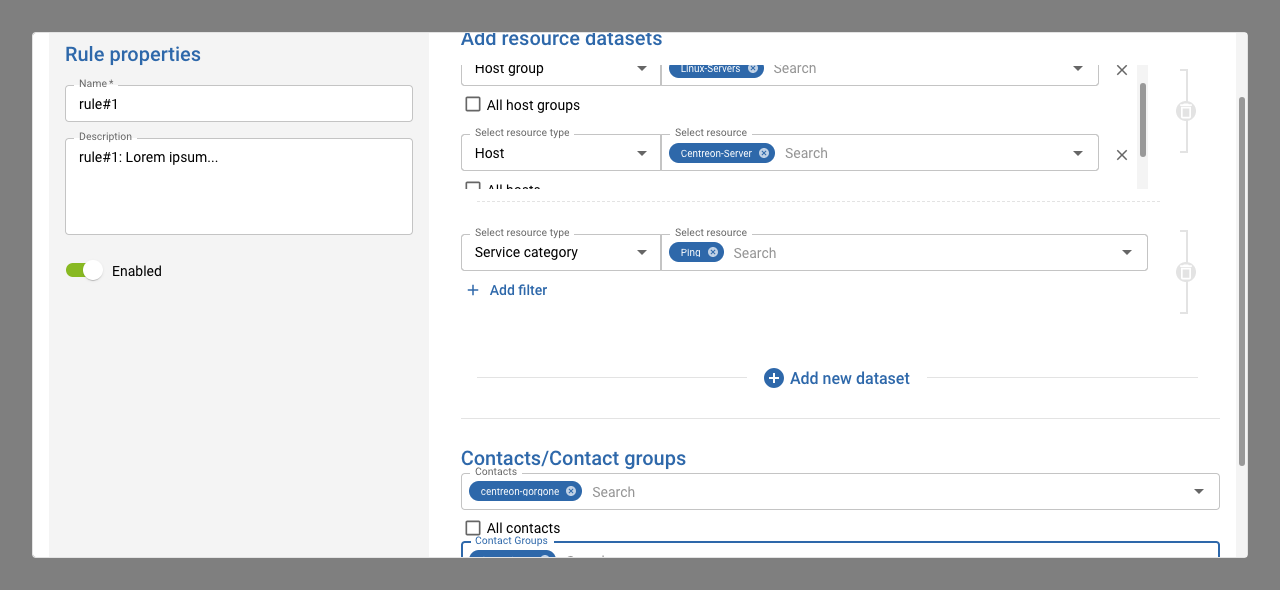 Rule properties
Name *
rule#1
Description
rule#1: Lorem ipsum...
Enabled
Add resource datasets
Host group
Linux-Servers
Search
All host groups
Select resource type
Select resource
Host
Centreon-Server
Search
All hosts
Select resource type
Select resource
Service category
Ping
Search
Add filter
Add new dataset
Contacts/Contact groups
Contacts
centreon-gorgone
Search
All contacts
Contact Groups